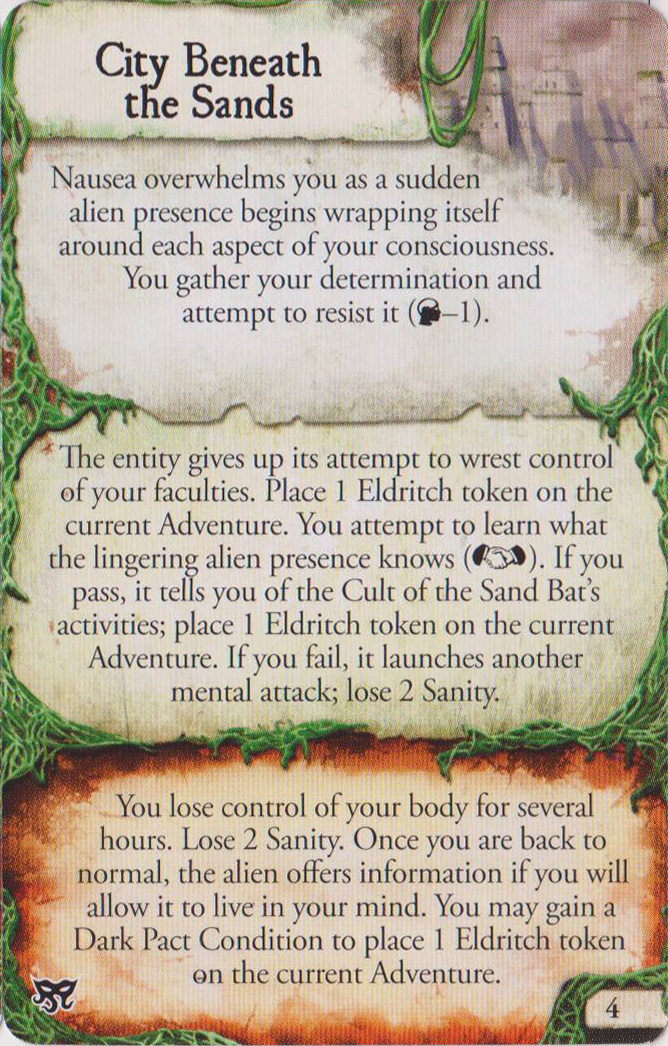 City Beneath
the Sands
Nausea overwhelms you as a sudden
alien presence begins wrapping itself
around each aspect of your consciousness.
You gather your determination and
attempt to resist it (–1).
The entity gives up its attempt to wrest control
of your faculties. Place 1 Eldritch token on the
current Adventure. You attempt to learn what
the lingering alien presence knows (). If you
pass, it tells you of the Cult of the Sand Bat’s
activities; place 1 Eldritch token on the current
Adventure. If you fail, it launches another
mental attack; lose 2 Sanity.
You lose control of your body for several
hours. Lose 2 Sanity. Once you are back to
normal, the alien offers information if you will
allow it to live in your mind. You may gain a
Dark Pact Condition to place 1 Eldritch token
on the current Adventure.
4